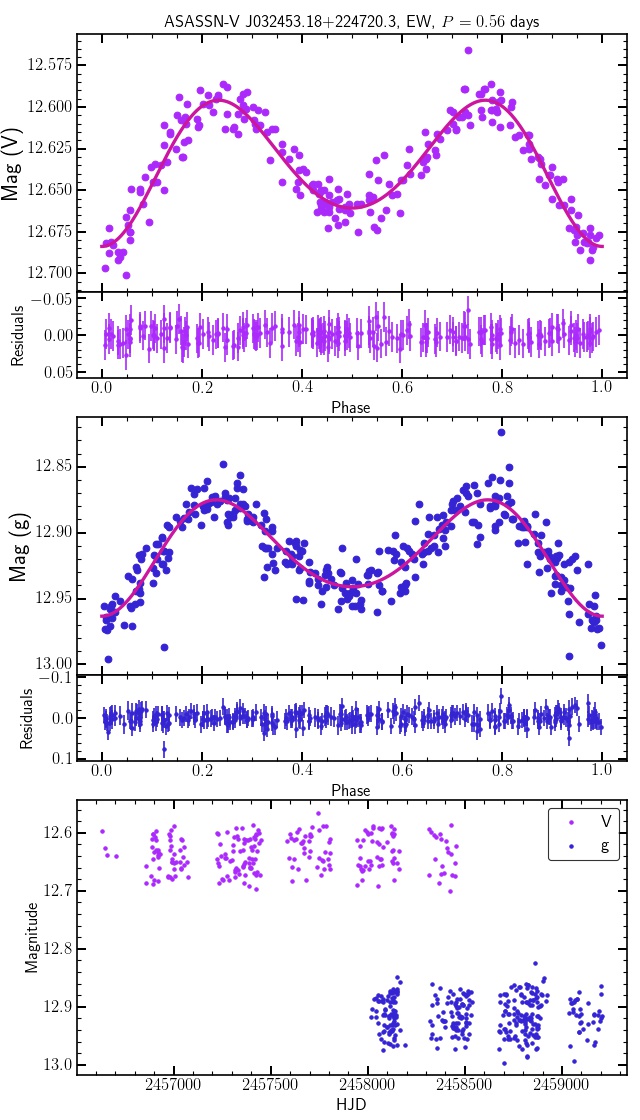 ASASSN-V J032453.18+224720.3, EW, P = 0.56 days
12.575
12.600
12.625
12.650
12.675
12.700
Mag (V)
−0.05
0.00
0.05
Residuals
0.0 0.2 0.4 0.6 0.8 1.0
Phase
12.85
12.90
12.95
13.00
Mag (g)
−0.1
0.0
0.1
Residuals
0.0 0.2 0.4 0.6 0.8 1.0
Phase
V
g
12.6
12.7
12.8
12.9
13.0
Magnitude
2457000 2457500 2458000 2458500 2459000
HJD